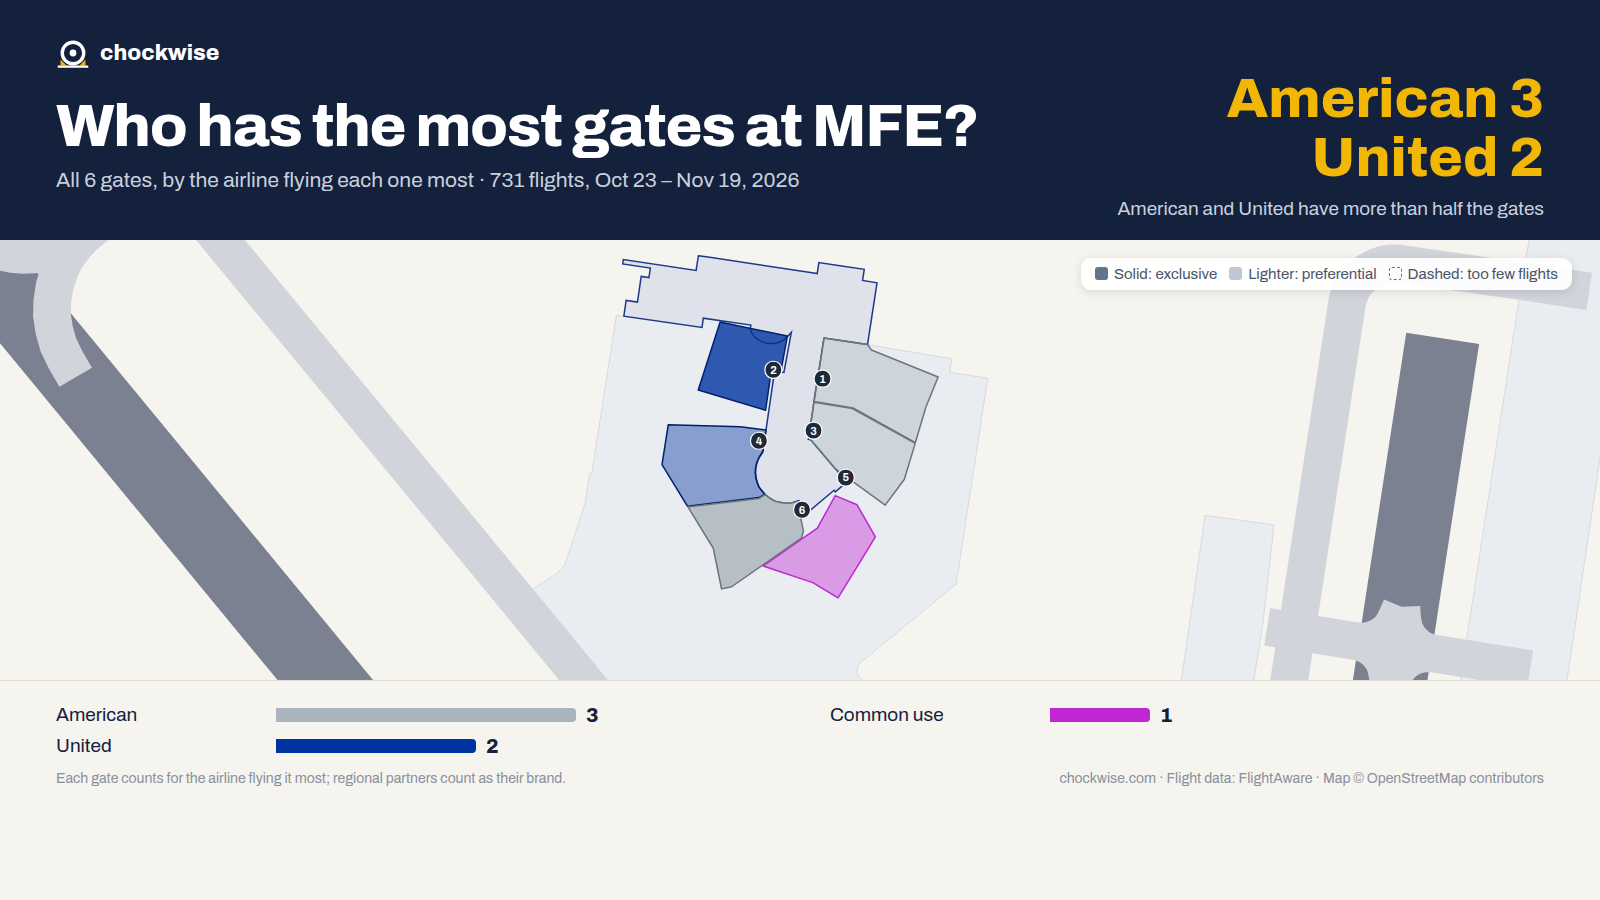 chockwise
Who has the most gates at MFE?
All 6 gates, by the airline flying each one most · 731 flights, Oct 23 – Nov 19, 2026
American 3
United 2
American and United have more than half the gates
Solid: exclusive Lighter: preferential Dashed: too few flights
2
1
3
4
5
6
American 3
United 2
Common use 1
Each gate counts for the airline flying it most; regional partners count as their brand.
chockwise.com · Flight data: FlightAware · Map © OpenStreetMap contributors